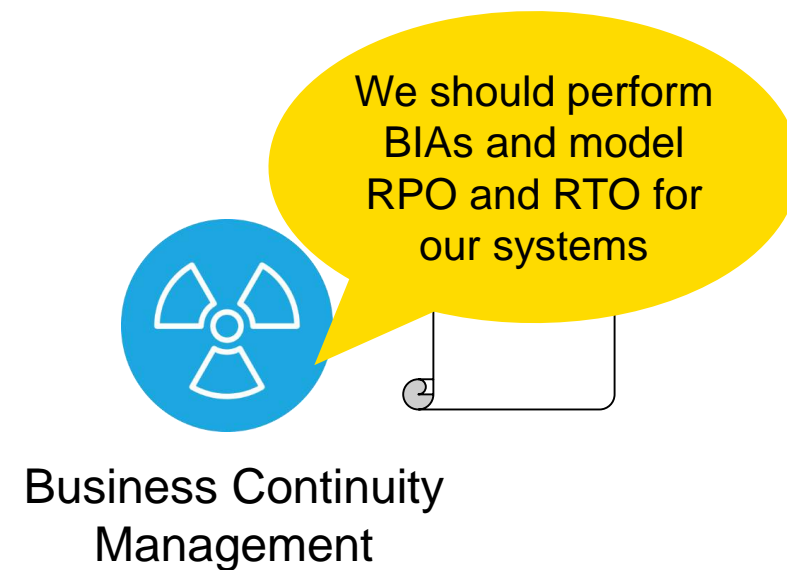 We should perform
BIAs and model
RPO and RTO for
our systems
Business Continuity
Management